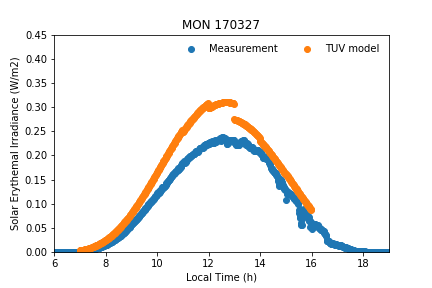 MON 170327
0.45
0.40
0.35
0.30
0.25
0.20
0.15
0.10
0.05
0.00
Solar Erythemal Irradiance (W/m2)
Measurement TUV model
6 8 10 12 14 16 18
Local Time (h)